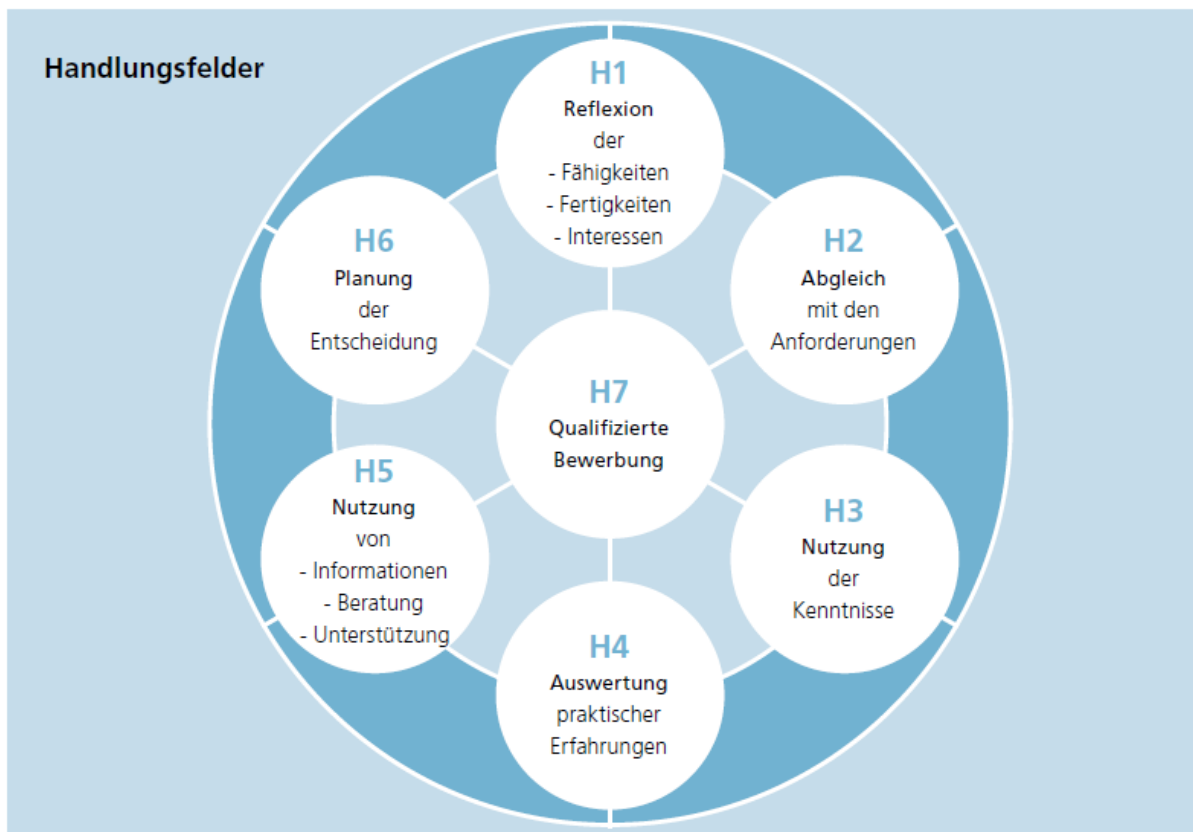 Handlungsfelder
H1
Reflexion
der
- Fähigkeiten
- Fertigkeiten
- Interessen
H2
Abgleich
mit den
Anforderungen
H3
Nutzung
der
Kenntnisse
H4
Auswertung
praktischer
Erfahrungen
H5
Nutzung
von
- Informationen
- Beratung
- Unterstützung
H6
Planung
der
Entscheidung
H7
Qualifizierte
Bewerbung